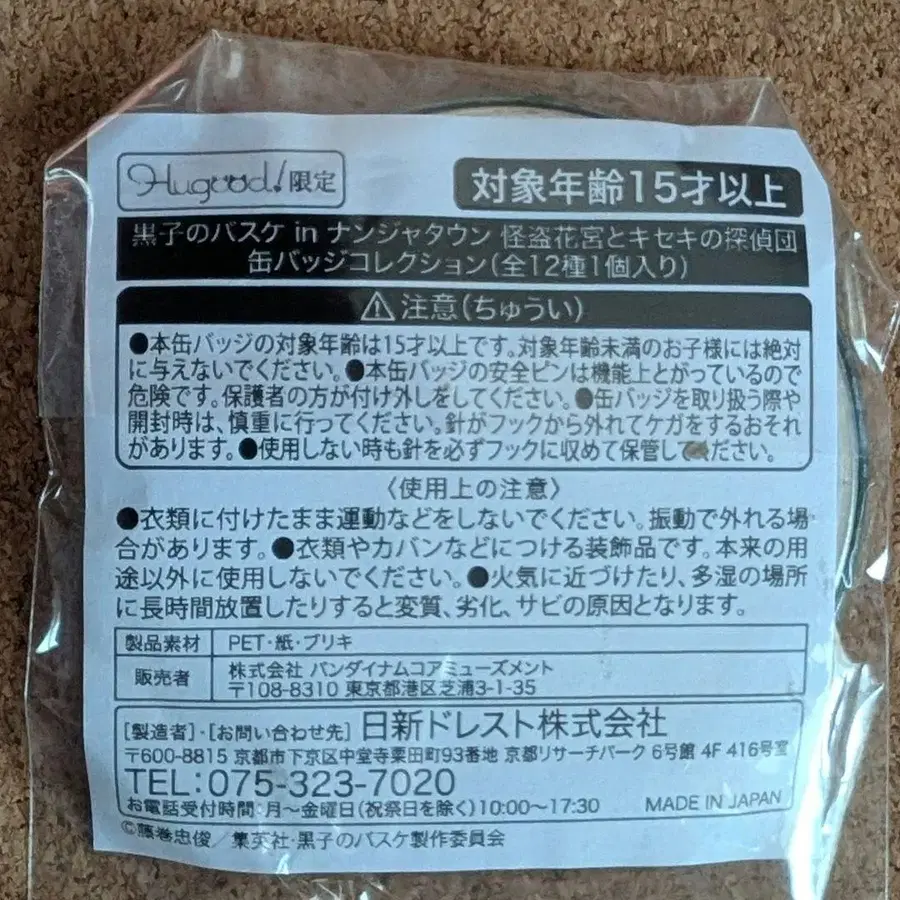 Hugood!限定
対象年齢15才以上
黒子のバスケ in ナンジャタウン 怪盗花宮とキセキの探偵団
缶バッジコレクション(全12種1個入り)
⚠注意(ちゅうい)
●本缶バッジの対象年齢は15才以上です。対象年齢未満のお子様には絶対
に与えないでください。●本缶バッジの安全ピンは機能上とがっているので
危険です。保護者の方が付け外しをしてください。●缶バッジを取り扱う際や
開封時は、慎重に行ってください。針がフックから外れてケガをするおそれ
があります。●使用しない時も針を必ずフックに収めて保管してください。
〈使用上の注意〉
●衣類に付けたまま運動などをしないでください。振動で外れる場
合があります。●衣類やカバンなどにつける装飾品です。本来の用
途以外に使用しないでください。●火気に近づけたり、多湿の場所
に長時間放置したりすると変質、劣化、サビの原因となります。
製品素材 PET・紙・ブリキ
販売者 株式会社 バンダイナムコアミューズメント
〒108-8310 東京都港区芝浦3-1-35
[製造者]・[お問い合わせ先] 日新ドレスト株式会社
〒600-8815 京都市下京区中堂寺粟田町93番地 京都リサーチパーク 6号館 4F 416号室
TEL:075-323-7020
お電話受付時間:月~金曜日(祝祭日を除く)10:00~17:30 MADE IN JAPAN
©藤巻忠俊/集英社・黒子のバスケ製作委員会